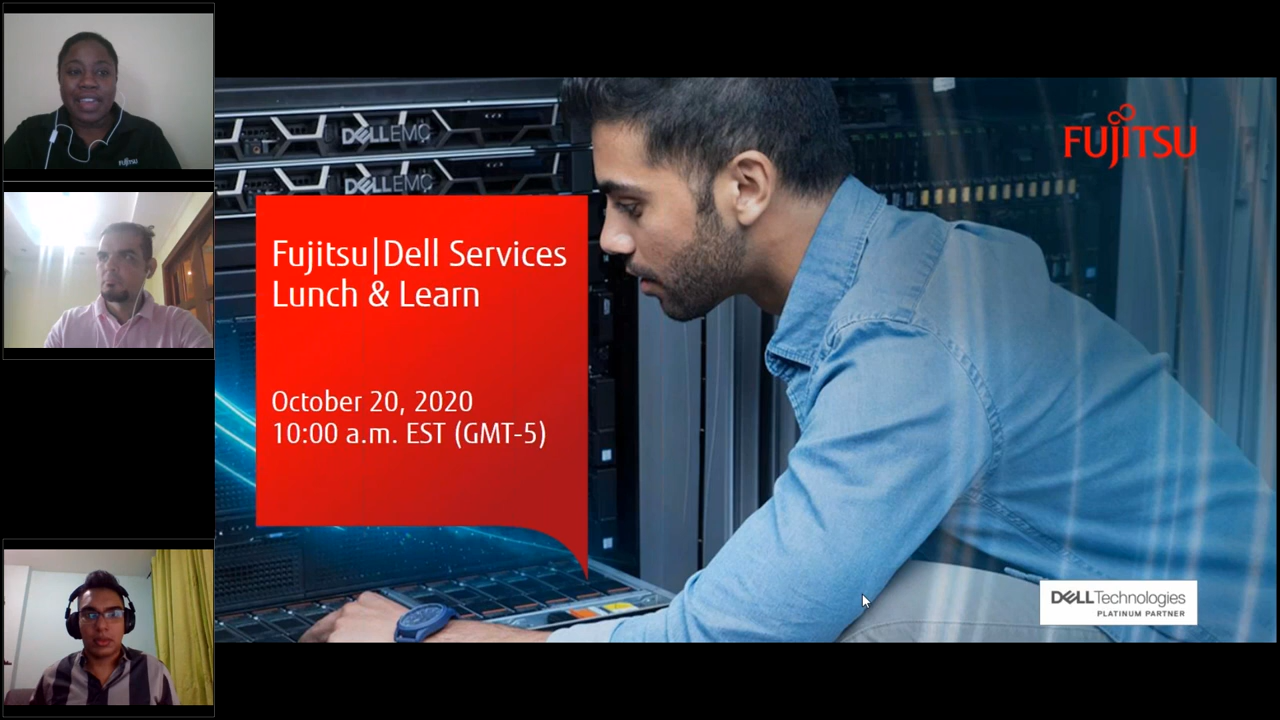 FUJITSU
DELLEMC
DELLEMC
FUJITSU
Fujitsu|Dell Services
Lunch & Learn
October 20, 2020
10:00 a.m. EST (GMT-5)
DELLTechnologies
PLATINUM PARTNER